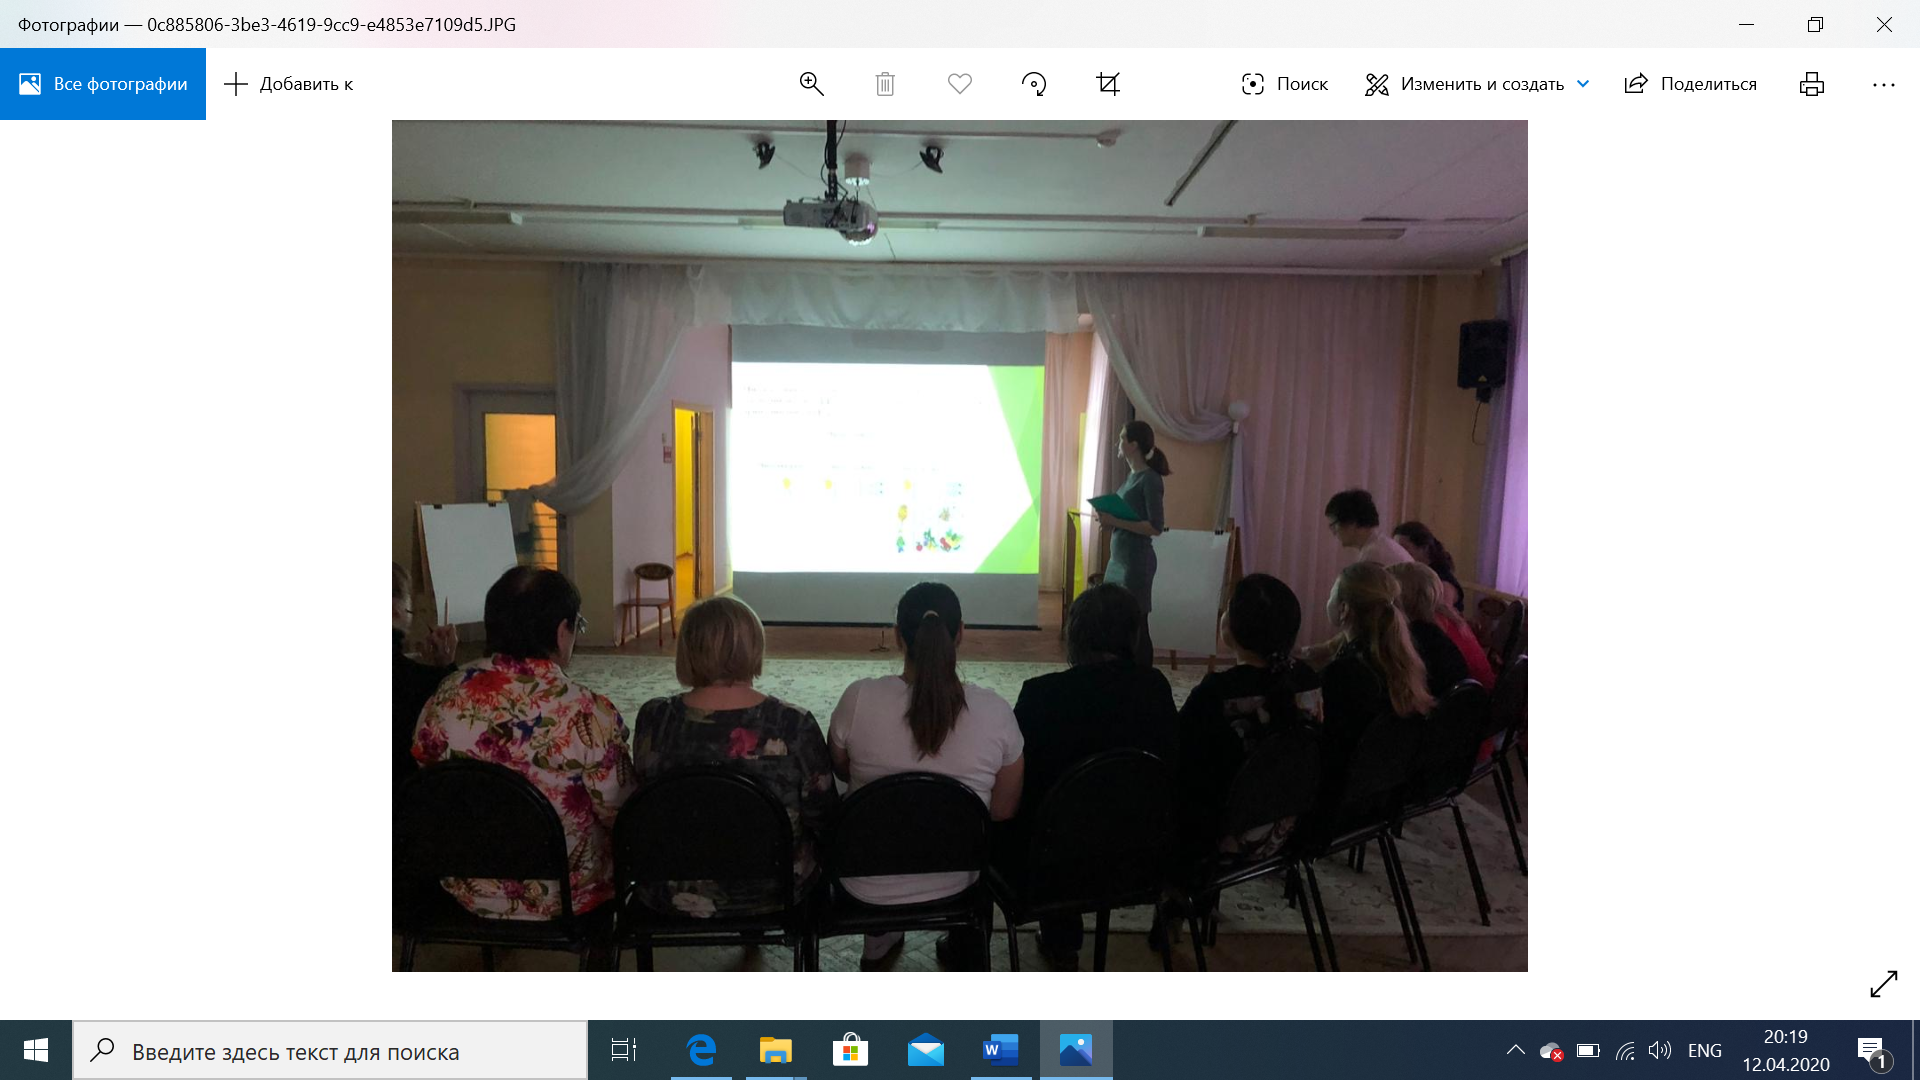 Фотографии — 0c885806-3be3-4619-9cc9-e4853e7109d5.JPG
Все фотографии
Добавить к
Поиск
Изменить и создать
Поделиться
Введите здесь текст для поиска
W
ENG
20:19
12.04.2020
1